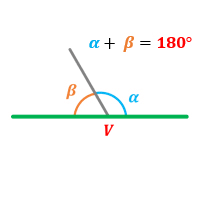 α + β = 180°
β α
V